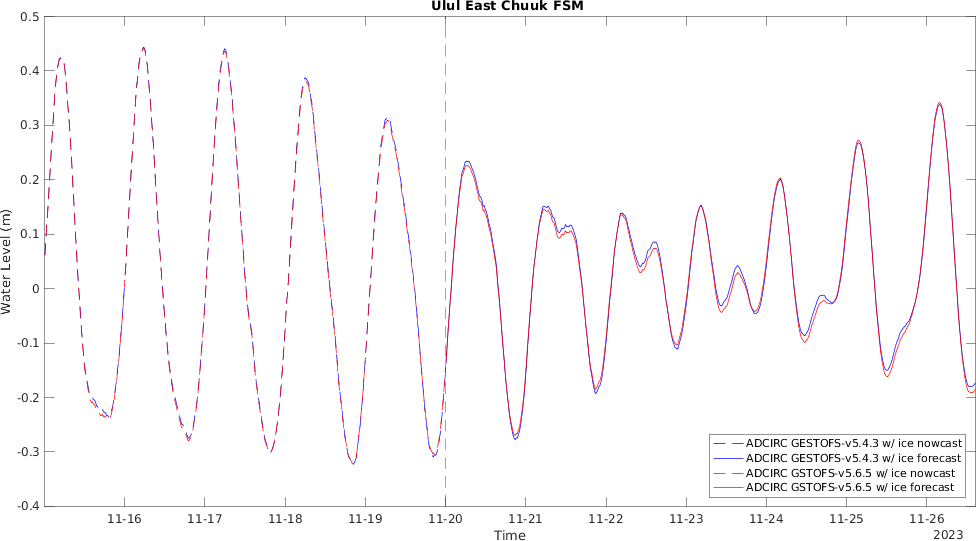 Ulul East Chuuk FSM
0.5
0.4
0.3
0.2
0.1
0
-0.1
-0.2
-0.3
-0.4
Water Level (m)
11-16 11-17 11-18 11-19 11-20 11-21 11-22 11-23 11-24 11-25 11-26
Time
2023
ADCIRC GESTOFS-v5.4.3 w/ ice nowcast
ADCIRC GESTOFS-v5.4.3 w/ ice forecast
ADCIRC GSTOFS-v5.6.5 w/ ice nowcast
ADCIRC GSTOFS-v5.6.5 w/ ice forecast